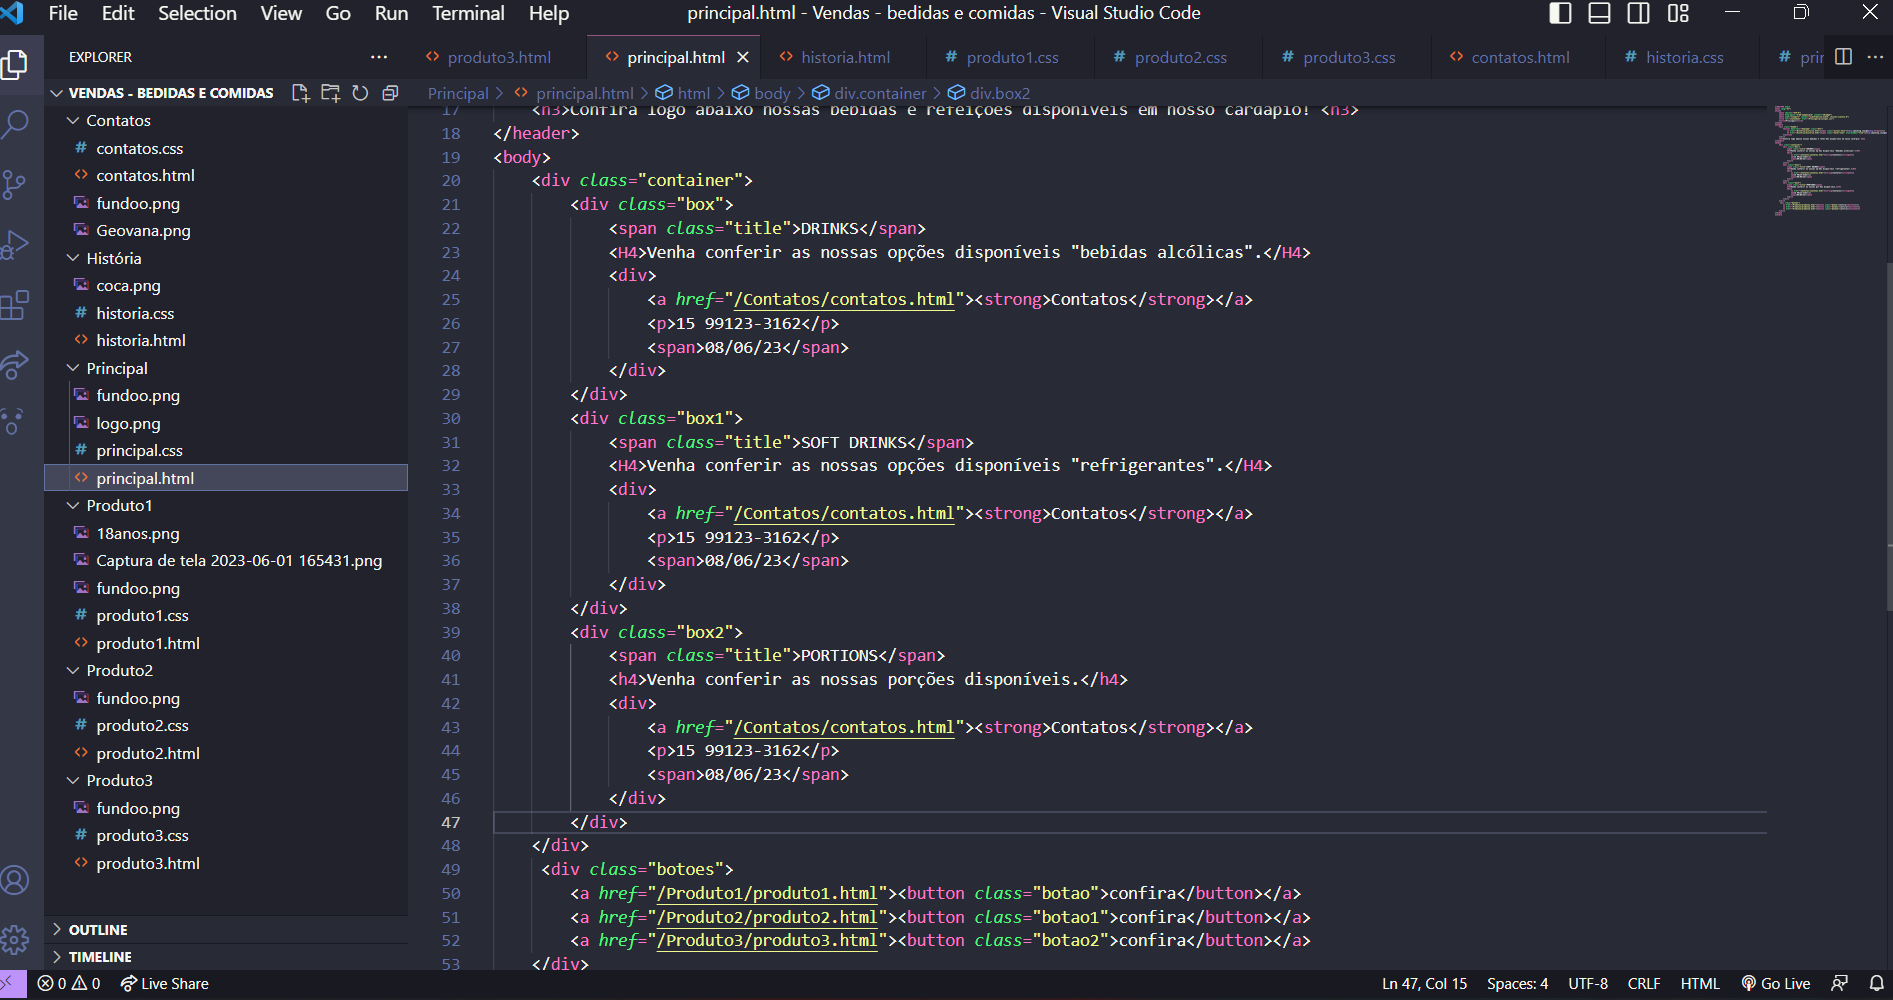 File Edit Selection View Go Run Terminal Help principal.html - Vendas - bedidas e comidas - Visual Studio Code
EXPLORER ···
produto3.html principal.html historia.html produto1.css produto2.css produto3.css contatos.html historia.css prin ···
VENDAS - BEDIDAS E COMIDAS
Principal > principal.html > html > body > div.container > div.box2
Contatos
contatos.css
contatos.html
fundoo.png
Geovana.png
História
coca.png
historia.css
historia.html
Principal
fundoo.png
logo.png
principal.css
principal.html
Produto1
18anos.png
Captura de tela 2023-06-01 165431.png
fundoo.png
produto1.css
produto1.html
Produto2
fundoo.png
produto2.css
produto2.html
Produto3
fundoo.png
produto3.css
produto3.html
OUTLINE
TIMELINE
17 <h3>Confira logo abaixo nossas bebidas e refeições disponíveis em nosso cardápio! <h3>
18 </header>
19 <body>
20 <div class="container">
21 <div class="box">
22 <span class="title">DRINKS</span>
23 <H4>Venha conferir as nossas opções disponíveis "bebidas alcólicas".</H4>
24 <div>
25 <a href="/Contatos/contatos.html"><strong>Contatos</strong></a>
26 <p>15 99123-3162</p>
27 <span>08/06/23</span>
28 </div>
29 </div>
30 <div class="box1">
31 <span class="title">SOFT DRINKS</span>
32 <H4>Venha conferir as nossas opções disponíveis "refrigerantes".</H4>
33 <div>
34 <a href="/Contatos/contatos.html"><strong>Contatos</strong></a>
35 <p>15 99123-3162</p>
36 <span>08/06/23</span>
37 </div>
38 </div>
39 <div class="box2">
40 <span class="title">PORTIONS</span>
41 <h4>Venha conferir as nossas porções disponíveis.</h4>
42 <div>
43 <a href="/Contatos/contatos.html"><strong>Contatos</strong></a>
44 <p>15 99123-3162</p>
45 <span>08/06/23</span>
46 </div>
47 </div>
48 </div>
49 <div class="botoes">
50 <a href="/Produto1/produto1.html"><button class="botao">confira</button></a>
51 <a href="/Produto2/produto2.html"><button class="botao1">confira</button></a>
52 <a href="/Produto3/produto3.html"><button class="botao2">confira</button></a>
53 </div>
0 0 Live Share Ln 47, Col 15 Spaces: 4 UTF-8 CRLF HTML Go Live